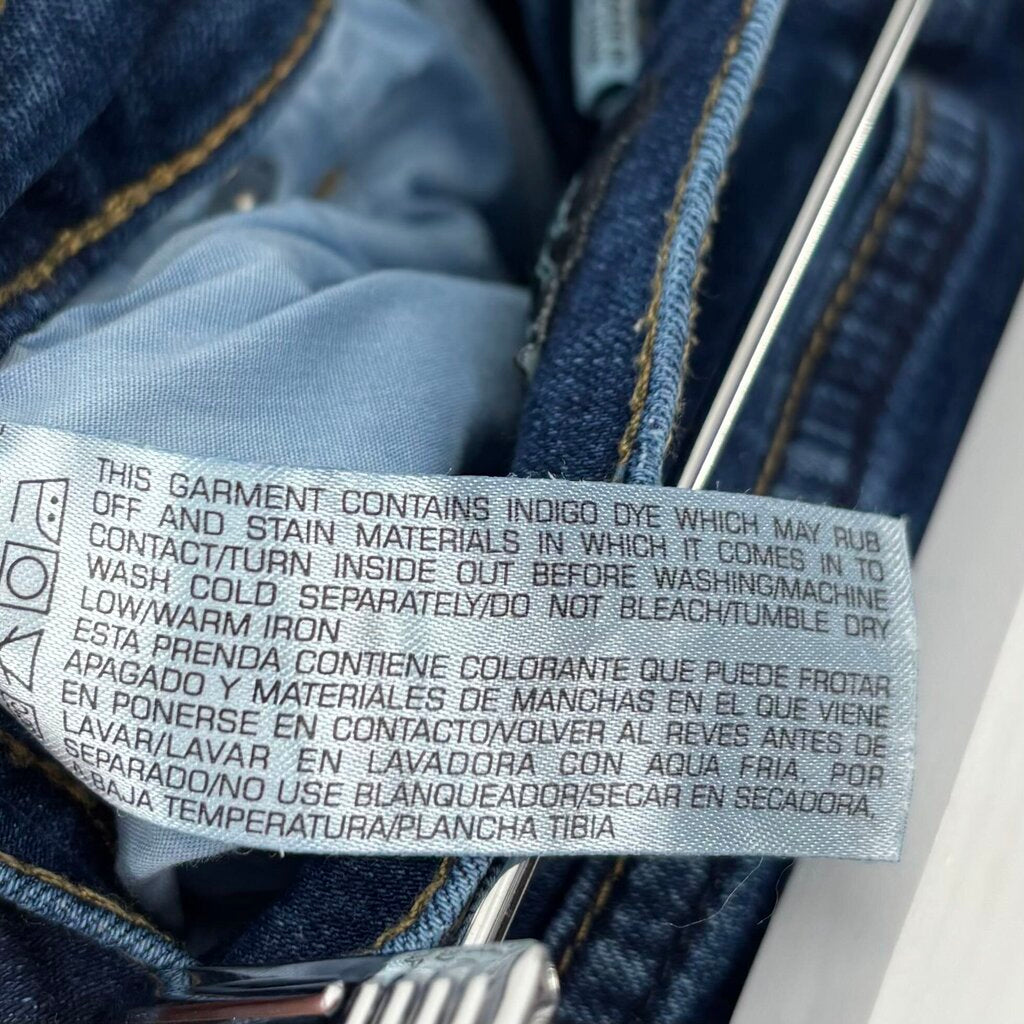 THIS GARMENT CONTAINS INDIGO DYE WHICH MAY RUB
OFF AND STAIN MATERIALS IN WHICH IT COMES IN TO
CONTACT/TURN INSIDE OUT BEFORE WASHING/MACHINE
WASH COLD SEPARATELY/DO NOT BLEACH/TUMBLE DRY
LOW/WARM IRON
ESTA PRENDA CONTIENE COLORANTE QUE PUEDE FROTAR
APAGADO Y MATERIALES DE MANCHAS EN EL QUE VIENE
EN PONERSE EN CONTACTO/VOLVER AL REVES ANTES DE
LAVAR/LAVAR EN LAVADORA CON AQUA FRIA, POR
SEPARADO/NO USE BLANQUEADOR/SECAR EN SECADORA,
A BAJA TEMPERATURA/PLANCHA TIBIA